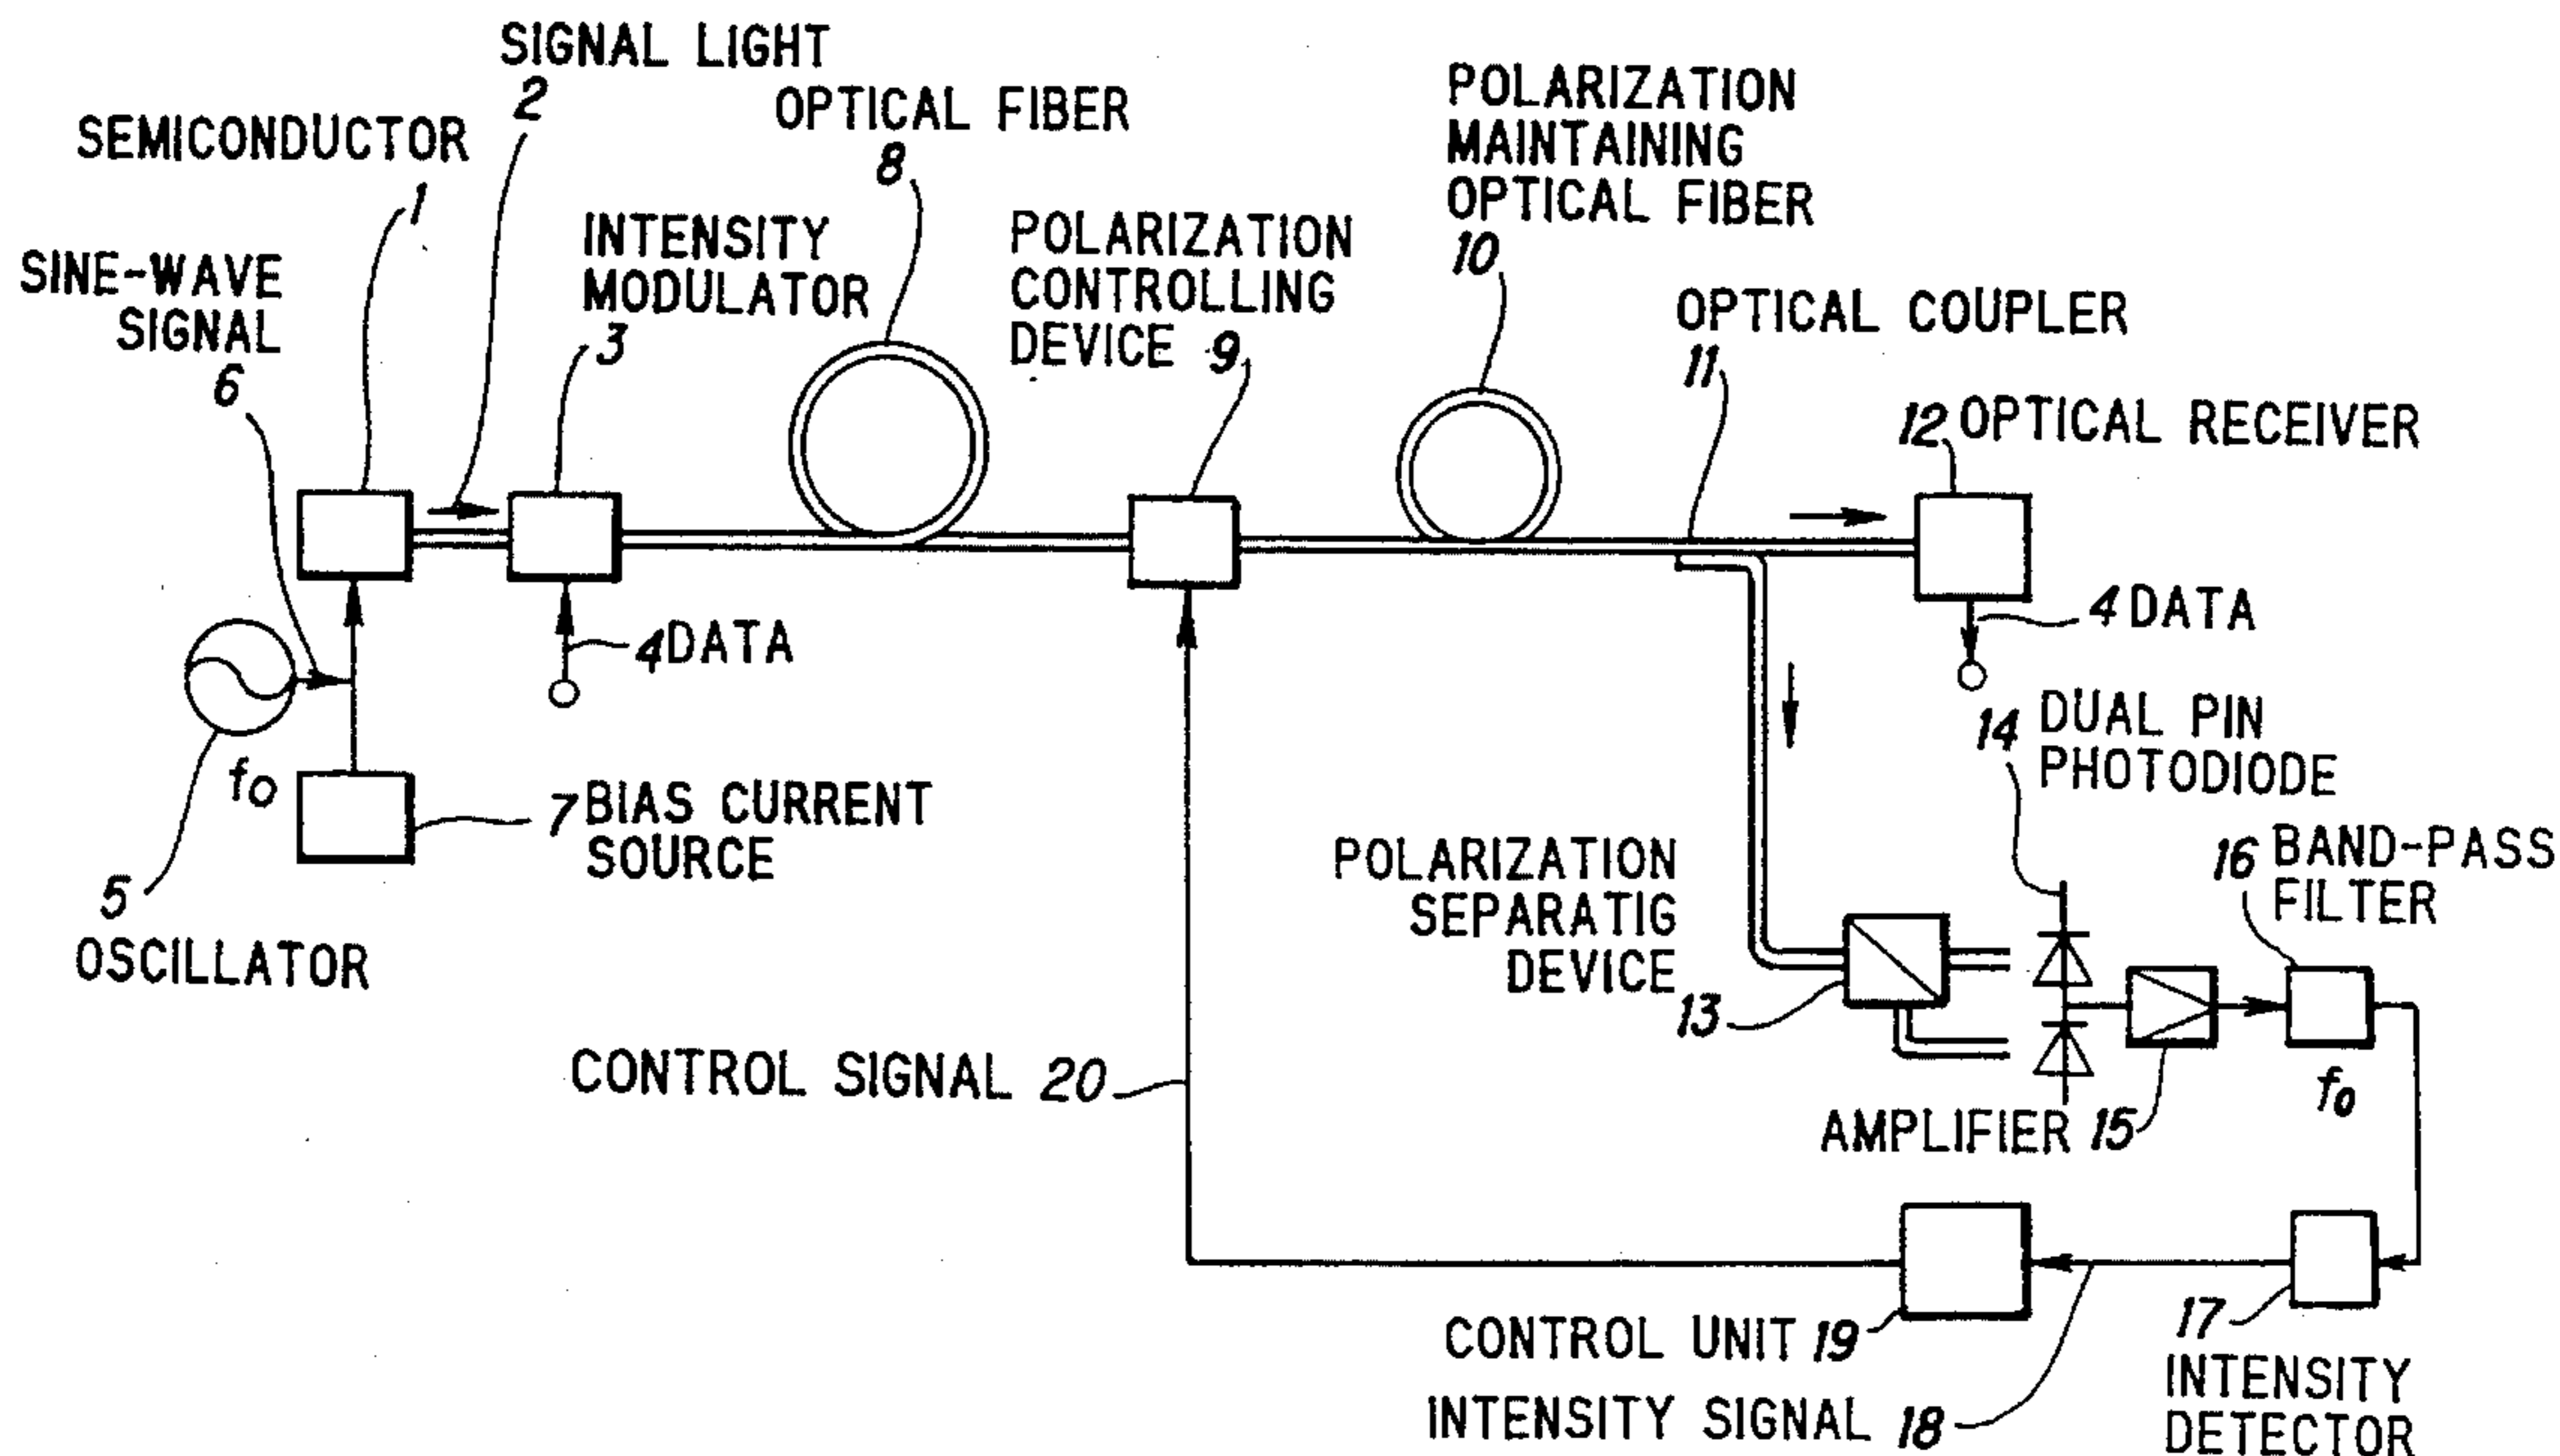 SIGNAL LIGHT
2
OPTICAL FIBER
8
SEMICONDUCTOR
1
SINE-WAVE
SIGNAL
6
INTENSITY
MODULATOR
3
POLARIZATION
CONTROLLING
DEVICE 9
POLARIZATION
MAINTAINING
OPTICAL FIBER
10
OPTICAL COUPLER
11
12 OPTICAL RECEIVER
4 DATA
4 DATA
fo
7 BIAS CURRENT
SOURCE
5
OSCILLATOR
14 DUAL PIN
PHOTODIODE
POLARIZATION
SEPARATIG
DEVICE
13
16 BAND-PASS
FILTER
f0
AMPLIFIER 15
CONTROL SIGNAL 20
CONTROL UNIT 19
INTENSITY SIGNAL 18
17
INTENSITY
DETECTOR